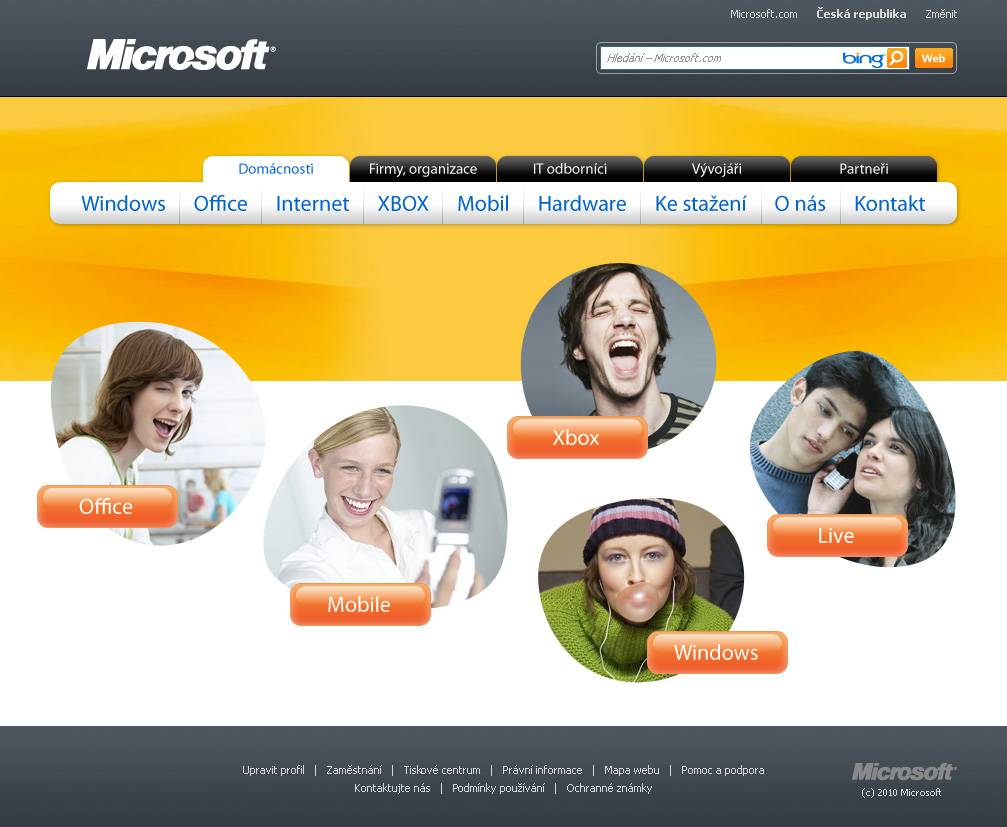 Microsoft.com Česká republika Změnit
Microsoft®
Hledání – Microsoft.com bing Web
Domácnosti Firmy, organizace IT odborníci Vývojáři Partneři
Windows Office Internet XBOX Mobil Hardware Ke stažení O nás Kontakt
Xbox
Office
Live
Mobile
Windows
Upravit profil | Zaměstnání | Tiskové centrum | Právní informace | Mapa webu | Pomoc a podpora
Kontaktujte nás | Podmínky používání | Ochranné známky
Microsoft®
(c) 2010 Microsoft